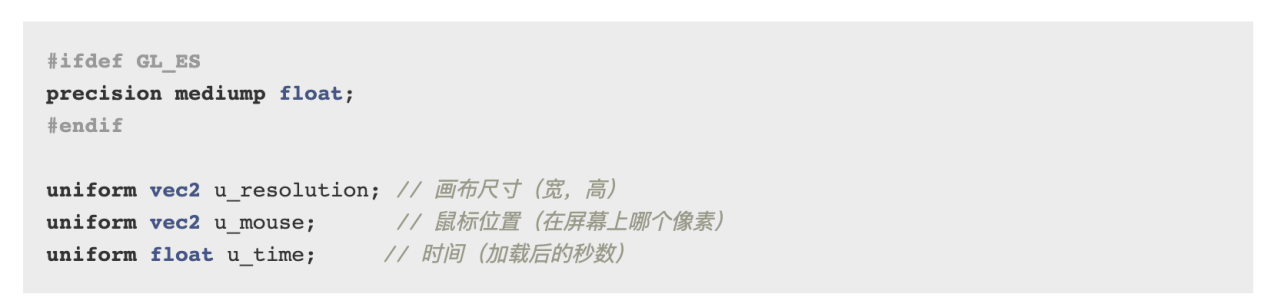 #ifdef GL_ES
precision mediump float;
#endif
uniform vec2 u_resolution; // 画布尺寸（宽，高）
uniform vec2 u_mouse;      // 鼠标位置（在屏幕上哪个像素）
uniform float u_time;     // 时间（加载后的秒数）